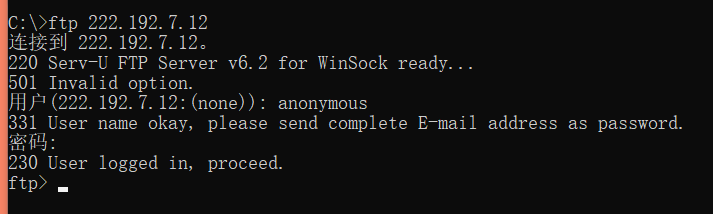 C:\>ftp 222.192.7.12
连接到 222.192.7.12。
220 Serv-U FTP Server v6.2 for WinSock ready...
501 Invalid option.
用户(222.192.7.12:(none)): anonymous
331 User name okay, please send complete E-mail address as password.
密码:
230 User logged in, proceed.
ftp>